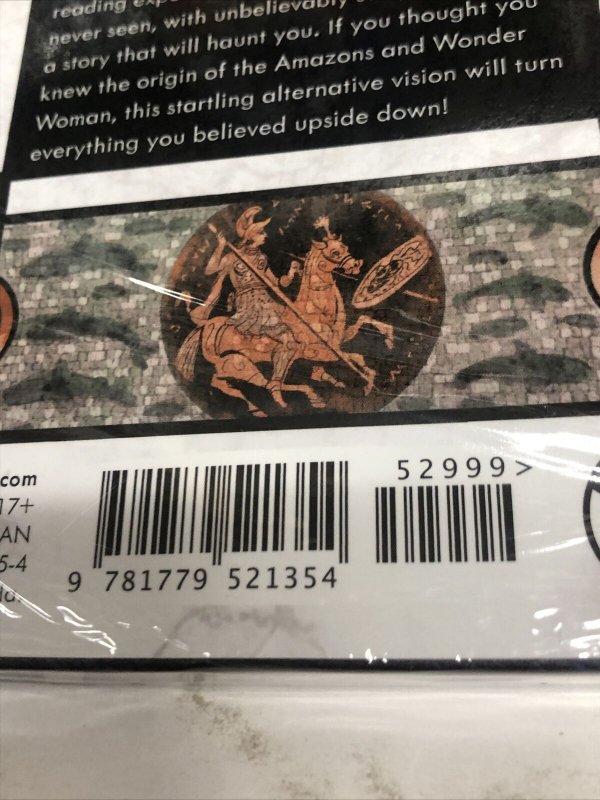 reading
never seen, with unbelievably
a story that will haunt you. If you thought you
knew the origin of the Amazons and Wonder
Woman, this startling alternative vision will turn
everything you believed upside down!
.com
17+
AN
5-4
52999>
9 781779 521354